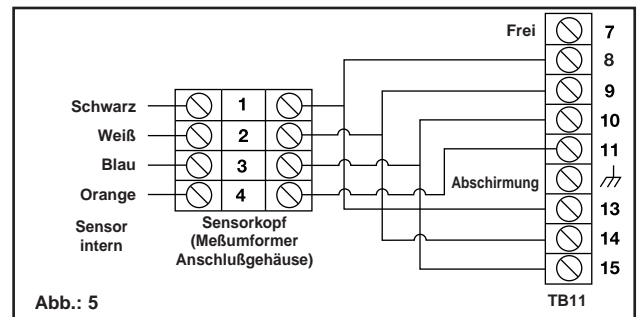 Frei 7
8
9
10
11
Abschirmung
13
14
15
TB11
Schwarz 1
Weiß 2
Blau 3
Orange 4
Sensor
intern
Sensorkopf
(Meßumformer
Anschlußgehäuse)
Abb.: 5